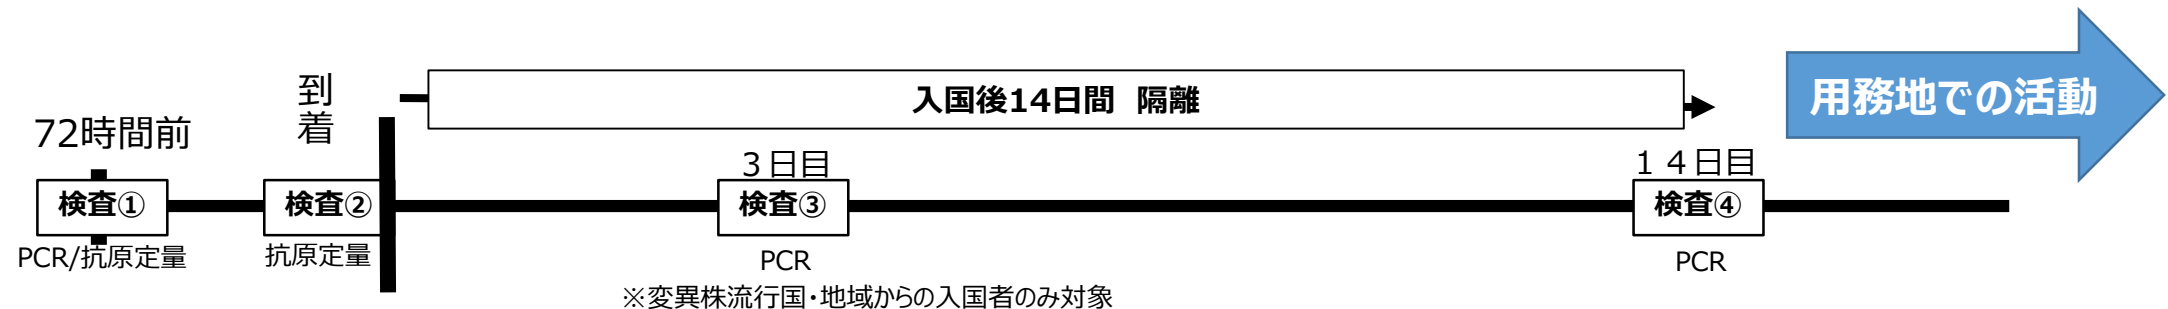 72時間前
検査①
PCR/抗原定量
到着
検査②
抗原定量
入国後14日間　隔離
３日目
検査③
PCR
※変異株流行国・地域からの入国者のみ対象
１４日目
検査④
PCR
用務地での活動